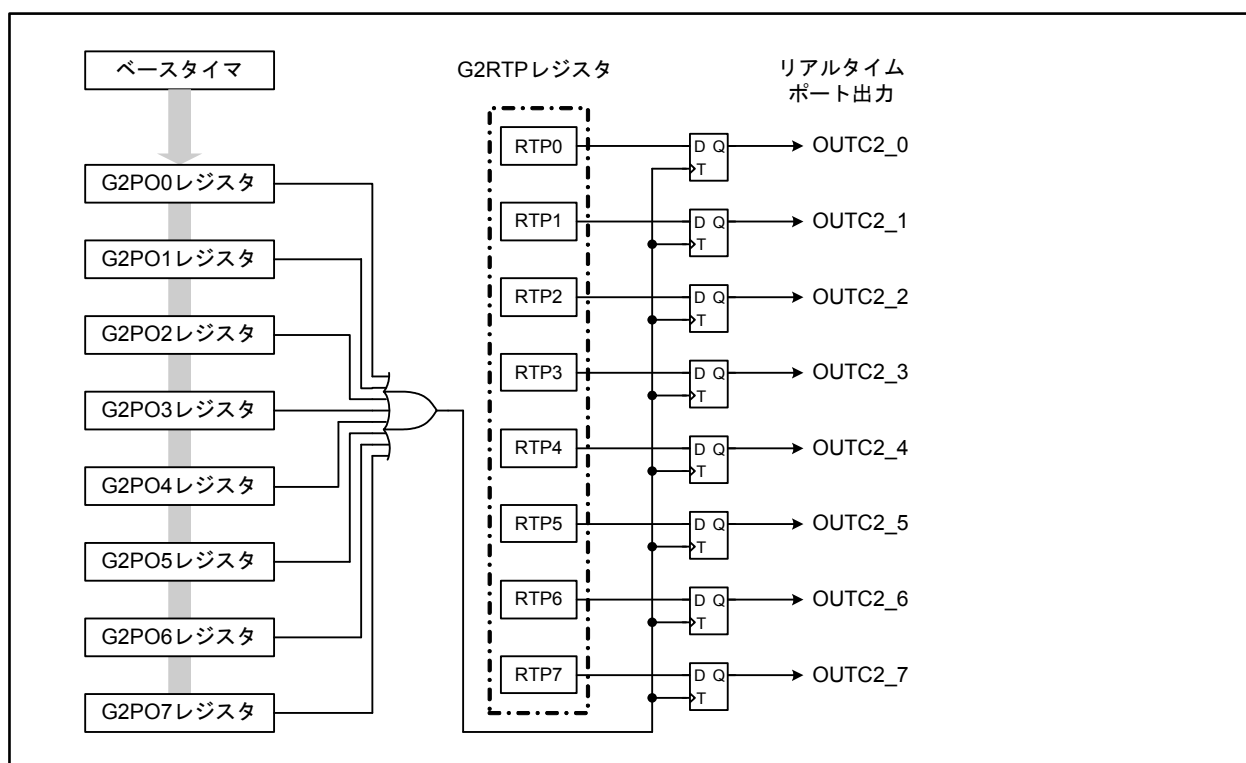 ベースタイマ
G2PO0レジスタ
G2PO1レジスタ
G2PO2レジスタ
G2PO3レジスタ
G2PO4レジスタ
G2PO5レジスタ
G2PO6レジスタ
G2PO7レジスタ
G2RTPレジスタ
RTP0
RTP1
RTP2
RTP3
RTP4
RTP5
RTP6
RTP7
リアルタイム
ポート出力
D Q
T
OUTC2_0
D Q
T
OUTC2_1
D Q
T
OUTC2_2
D Q
T
OUTC2_3
D Q
T
OUTC2_4
D Q
T
OUTC2_5
D Q
T
OUTC2_6
D Q
T
OUTC2_7